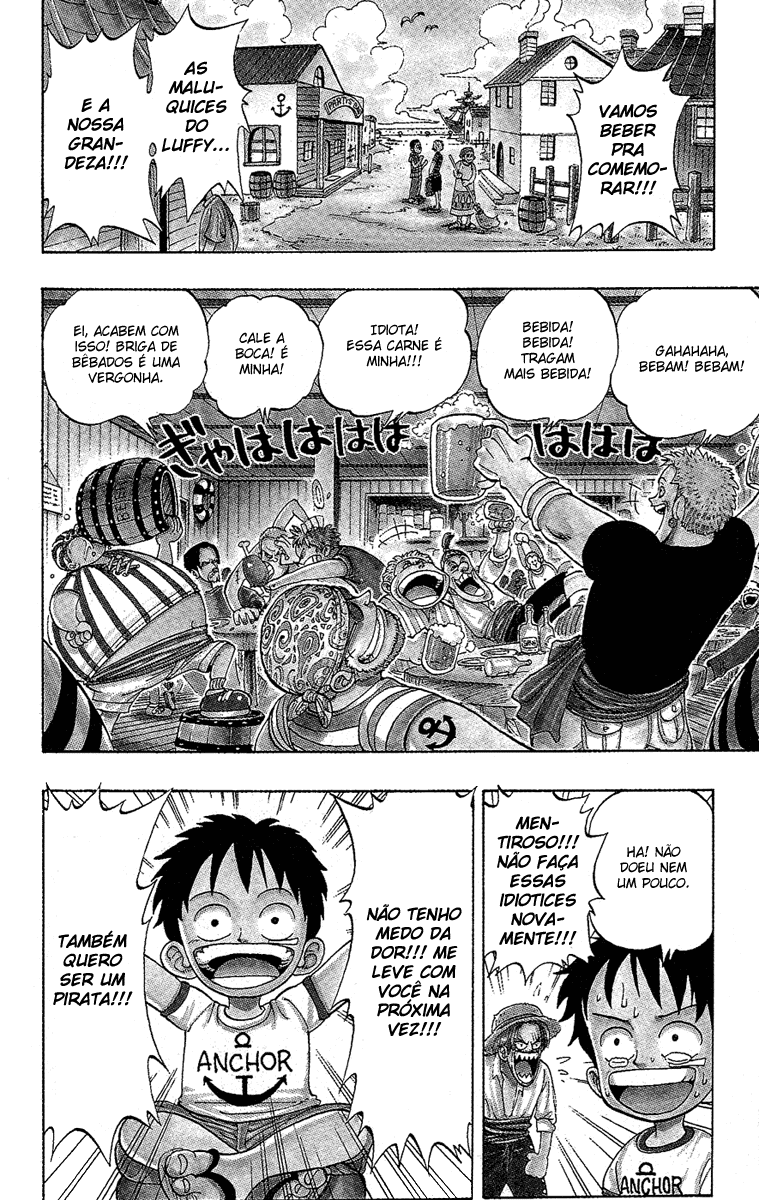 VAMOS
BEBER
PRA
COMEMO-
RAR!!!
AS
MALU-
QUICES
DO
LUFFY...
E A
NOSSA
GRAN-
DEZA!!!
PARTYS
GAHAHAHA,
BEBAM! BEBAM!
BEBIDA!
BEBIDA!
TRAGAM
MAIS BEBIDA!
IDIOTA!
ESSA CARNE É
MINHA!!!
CALE A
BOCA! É
MINHA!
EI, ACABEM COM
ISSO! BRIGA DE
BÊBADOS É UMA
VERGONHA.
ぎゃははははは
はははは
HA! NÃO
DOEU NEM
UM POUCO.
MEN-
TIROSO!!!
NÃO FAÇA
ESSAS
IDIOTICES
NOVA-
MENTE!!!
ANCHOR
NÃO TENHO
MEDO DA
DOR!!! ME
LEVE COM
VOCÊ NA
PRÓXIMA
VEZ!!!
TAMBÉM
QUERO
SER UM
PIRATA!!!
ANCHOR